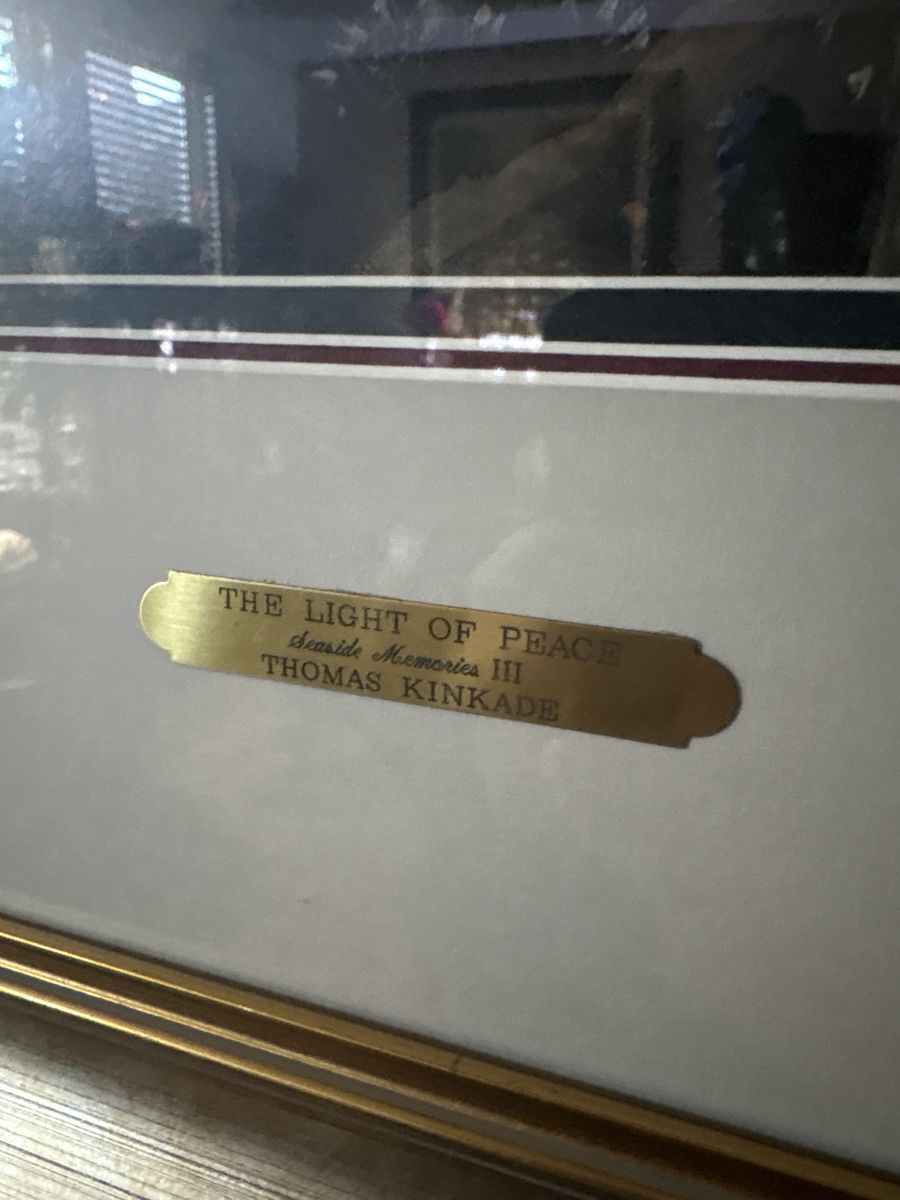 THE LIGHT OF PEACE
Seaside Memories III
THOMAS KINKADE